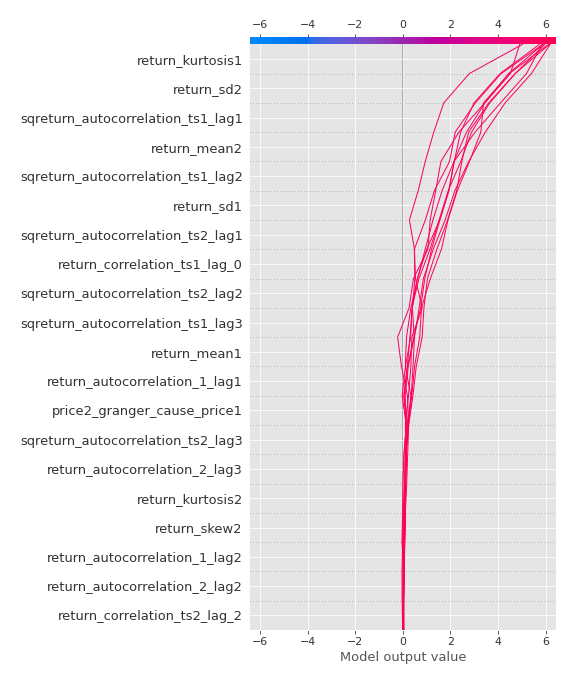 −6 −4 −2 0 2 4 6
return_kurtosis1
return_sd2
sqreturn_autocorrelation_ts1_lag1
return_mean2
sqreturn_autocorrelation_ts1_lag2
return_sd1
sqreturn_autocorrelation_ts2_lag1
return_correlation_ts1_lag_0
sqreturn_autocorrelation_ts2_lag2
sqreturn_autocorrelation_ts1_lag3
return_mean1
return_autocorrelation_1_lag1
price2_granger_cause_price1
sqreturn_autocorrelation_ts2_lag3
return_autocorrelation_2_lag3
return_kurtosis2
return_skew2
return_autocorrelation_1_lag2
return_autocorrelation_2_lag2
return_correlation_ts2_lag_2
−6 −4 −2 0 2 4 6
Model output value